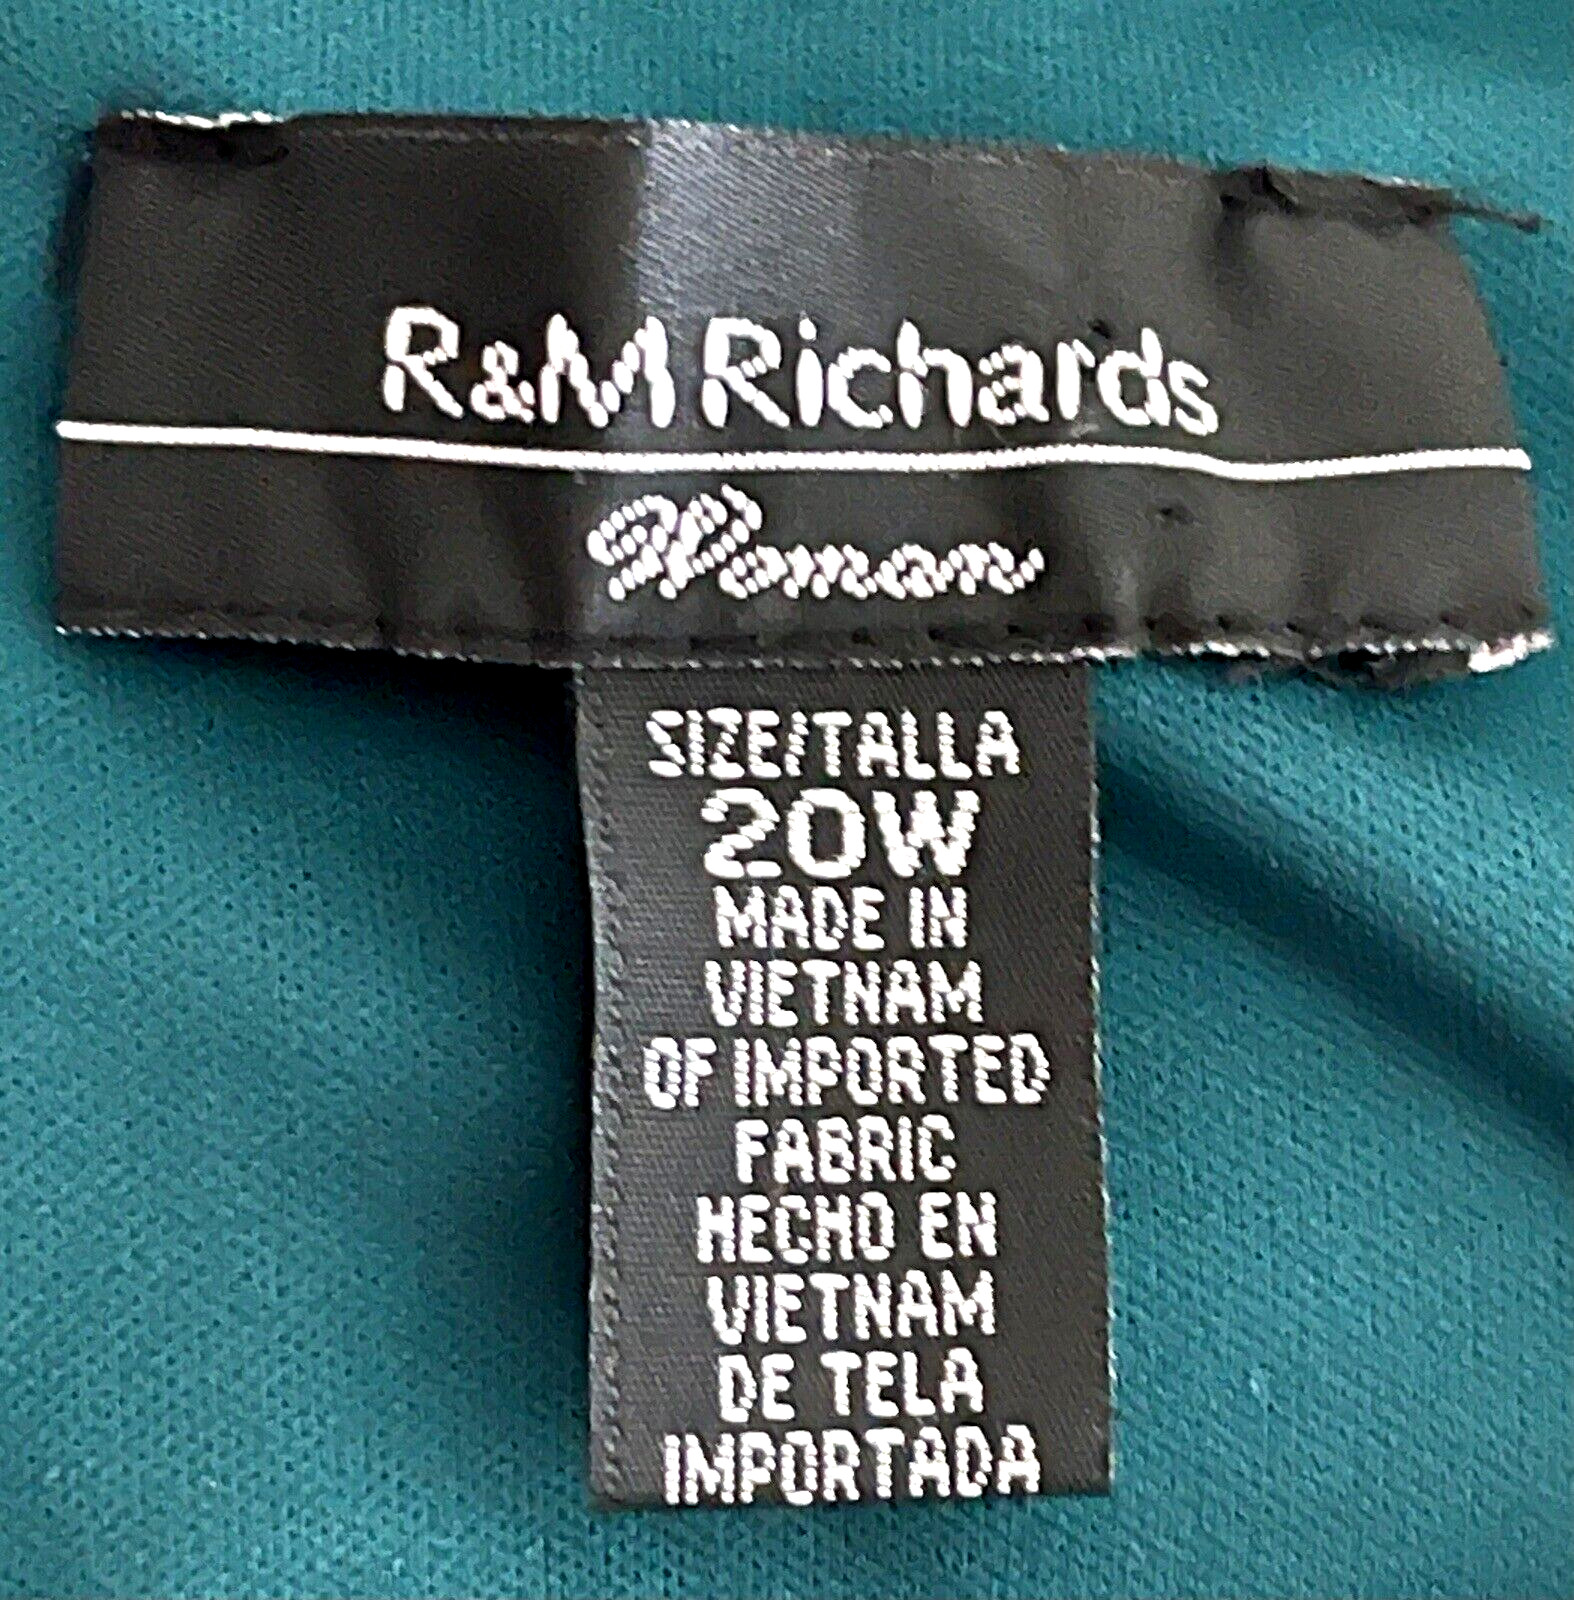 R&M Richards
Woman
SIZE/TALLA
20W
MADE IN
VIETNAM
OF IMPORTED
FABRIC
HECHO EN
VIETNAM
DE TELA
IMPORTADA